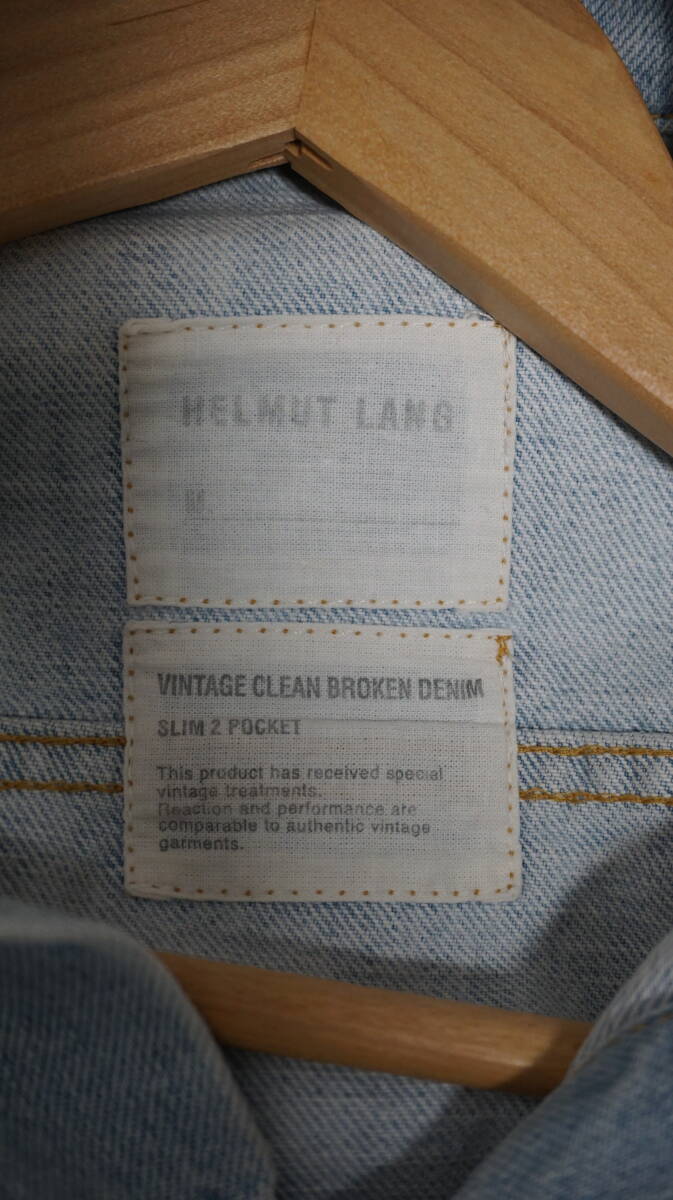 HELMUT LANG
M
VINTAGE CLEAN BROKEN DENIM
SLIM 2 POCKET
This product has received special
vintage treatments.
Reaction and performance are
comparable to authentic vintage
garments.